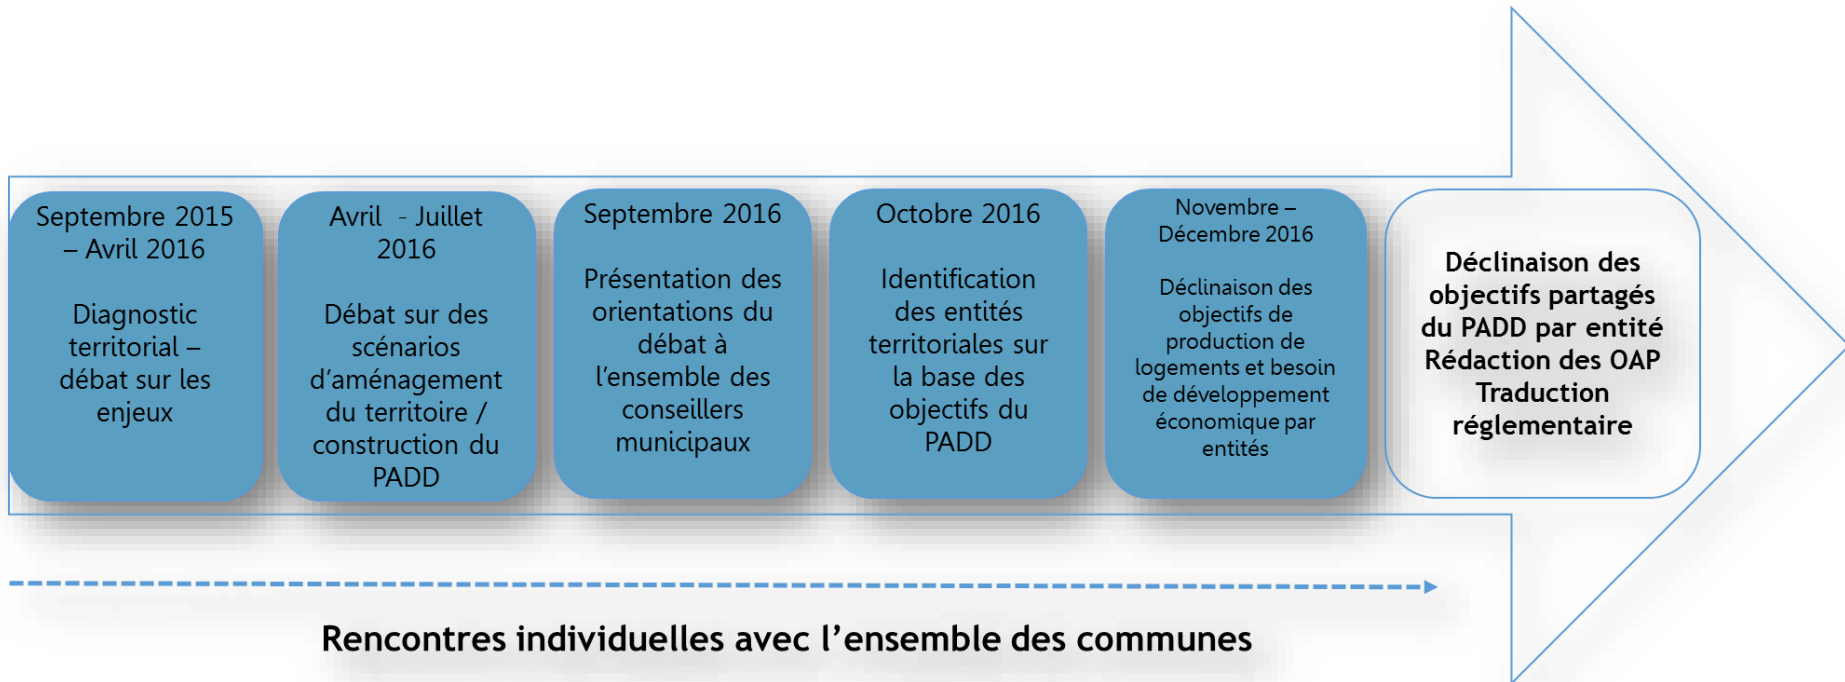 Septembre 2015
– Avril 2016
Diagnostic
territorial –
débat sur les
enjeux
Avril - Juillet
2016
Débat sur des
scénarios
d’aménagement
du territoire /
construction du
PADD
Septembre 2016
Présentation des
orientations du
débat à
l’ensemble des
conseillers
municipaux
Octobre 2016
Identification
des entités
territoriales sur
la base des
objectifs du
PADD
Novembre –
Décembre 2016
Déclinaison des
objectifs de
production de
logements et besoin
de développement
économique par
entités
Déclinaison des
objectifs partagés
du PADD par entité
Rédaction des OAP
Traduction
réglementaire
Rencontres individuelles avec l’ensemble des communes